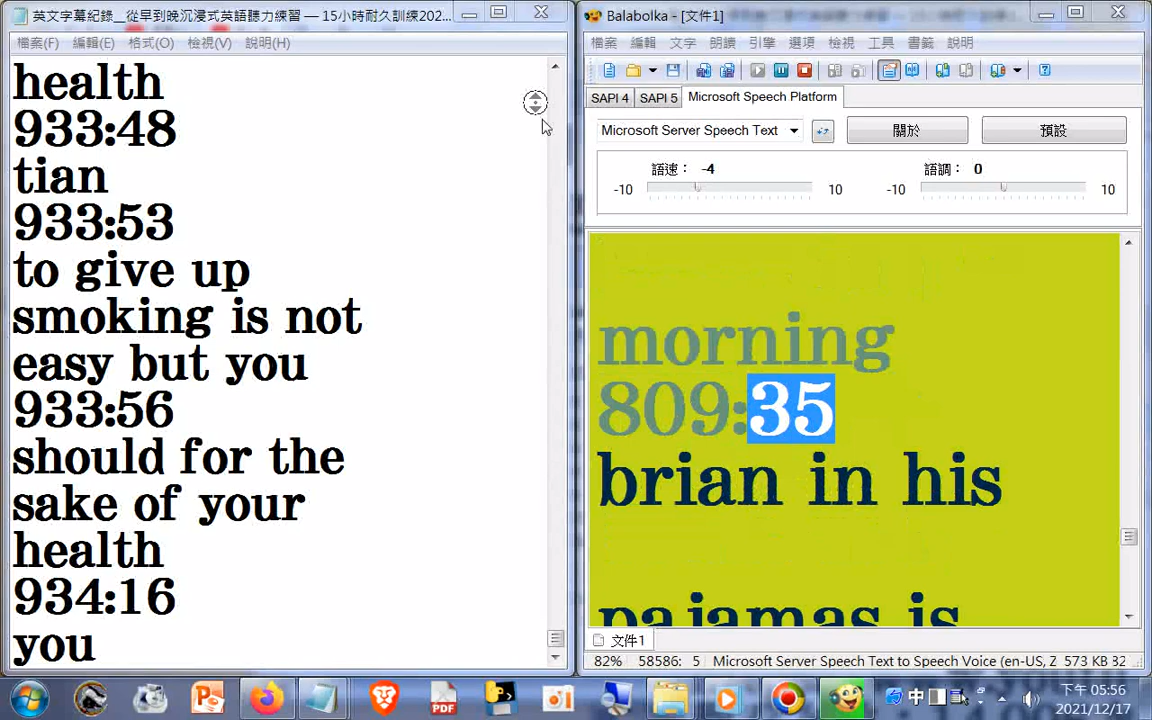 英文字幕紀錄__從早到晚沉浸式英語聽力練習 — 15小時耐久訓練202...
檔案(F) 編輯(E) 格式(O) 檢視(V) 說明(H)
health
933:48
tian
933:53
to give up
smoking is not
easy but you
933:56
should for the
sake of your
health
934:16
you
Balabolka - [文件1]
檔案 編輯 文字 朗讀 引擎 選項 檢視 工具 書籤 說明
SAPI 4 SAPI 5 Microsoft Speech Platform
Microsoft Server Speech Text 關於 預設
語速： -4 語調： 0
-10 10 -10 10
morning
809:35
brian in his
pajamas is
文件1
82% 58586: 5 Microsoft Server Speech Text to Speech Voice (en-US, Z 573 KB 32
中 下午 05:56
2021/12/17